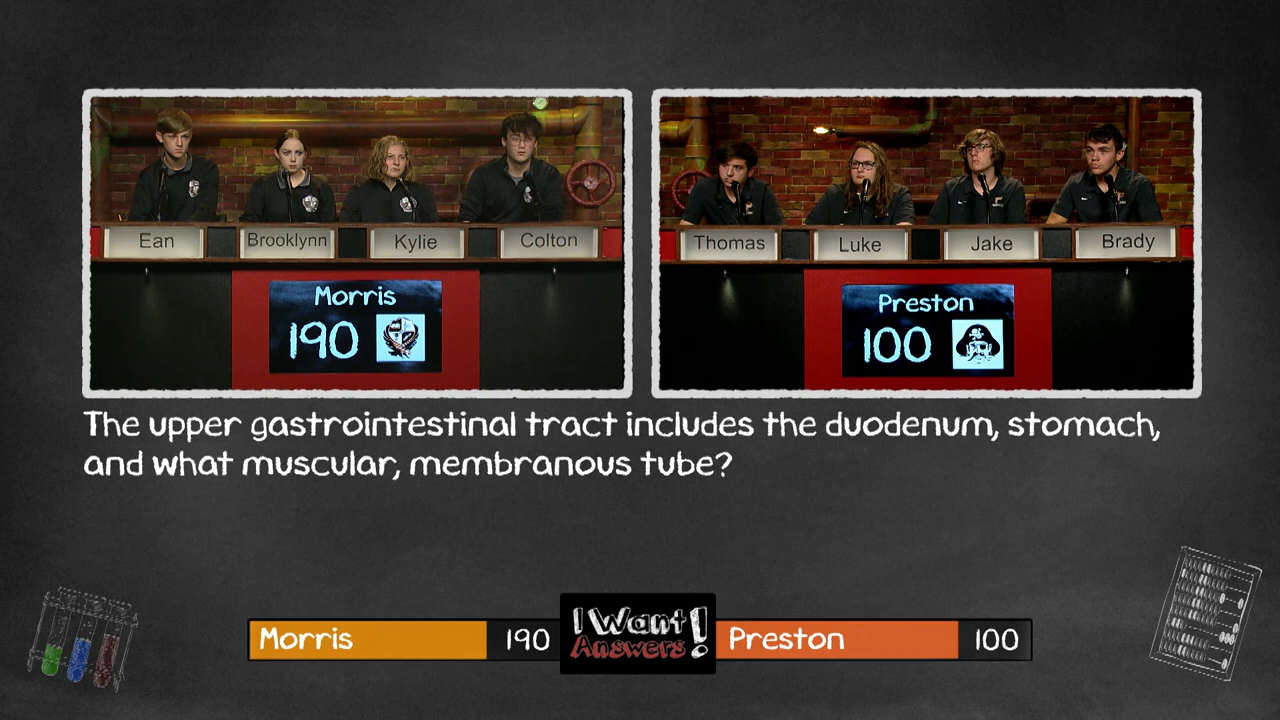 Ean
Brooklynn
Kylie
Colton
Thomas
Luke
Jake
Brady
Morris
190
Preston
100
The upper gastrointestinal tract includes the duodenum, stomach,
and what muscular, membranous tube?
Morris 190
I Want Answers!
Preston 100